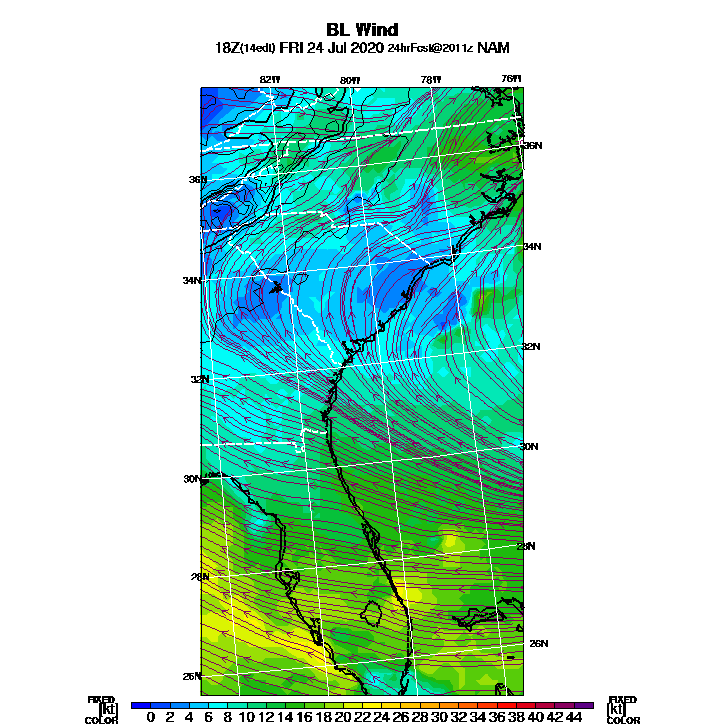 BL Wind
18Z(14edt) FRI 24 Jul 2020 24hrFcst@2011z NAM
82W 80W 78W 76W
36N
36N
34N
34N
32N
32N
30N
30N
28N
28N
26N
26N
FIXED [kt] COLOR
0 2 4 6 8 10 12 14 16 18 20 22 24 26 28 30 32 34 36 38 40 42 44
FIXED [kt] COLOR